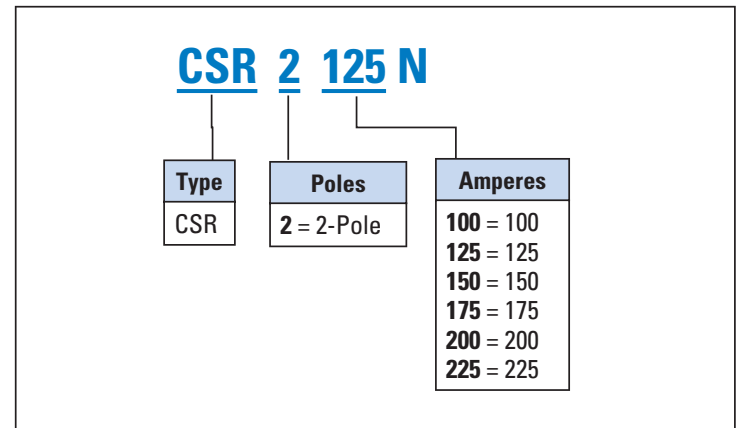 CSR 2 125 N
Type
CSR
Poles
2 = 2-Pole
Amperes
100 = 100
125 = 125
150 = 150
175 = 175
200 = 200
225 = 225